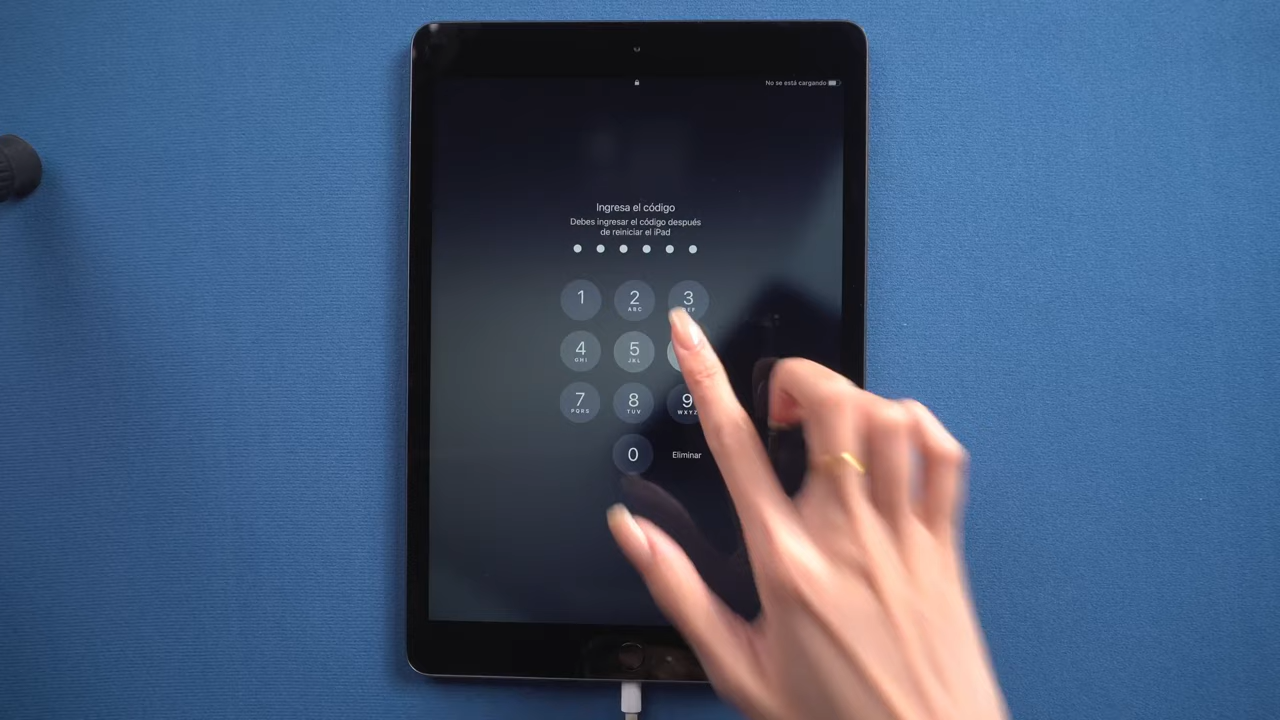 No se está cargando
Ingresa el código
Debes ingresar el código después
de reiniciar el iPad
1
2
ABC
3
4
GHI
5
JKL
7
PQRS
8
TUV
9
0
Eliminar